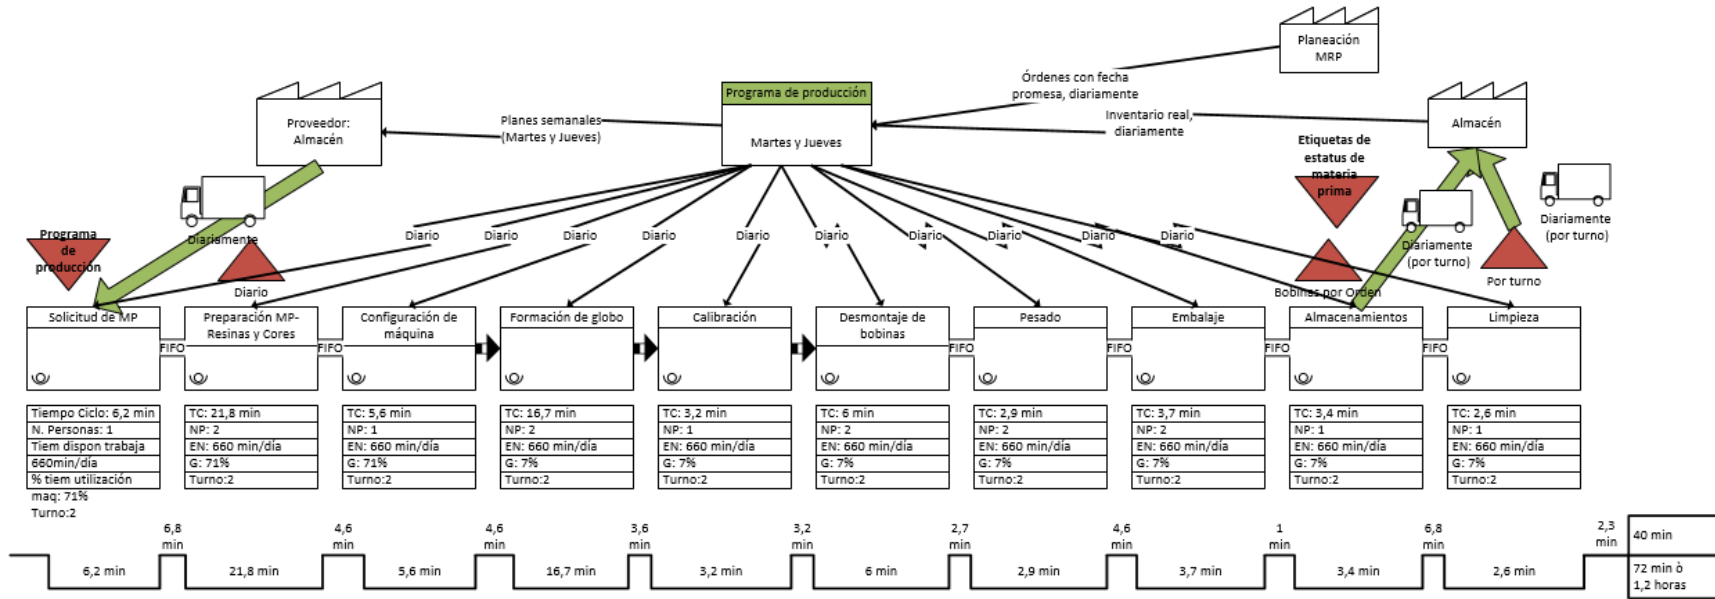 Planeación
MRP
Órdenes con fecha
promesa, diariamente
Programa de producción
Martes y Jueves
Planes semanales
(Martes y Jueves)
Proveedor:
Almacén
Inventario real,
diariamente
Almacén
Etiquetas de
estatus de
materia
prima
Diariamente
(por turno)
Diariamente
(por turno)
Diariamente
Programa
de
producción
Diario
Diario
Diario
Diario
Diario
Diario
Diario
Diario
Diario
Diario
Diario
Bobinas por Orden
Por turno
Solicitud de MP
FIFO
Preparación MP-
Resinas y Cores
FIFO
Configuración de
máquina
Formación de globo
Calibración
Desmontaje de
bobinas
FIFO
Pesado
FIFO
Embalaje
FIFO
Almacenamientos
FIFO
Limpieza
Tiempo Ciclo: 6,2 min
N. Personas: 1
Tiem dispon trabaja
660min/día
% tiem utilización
maq: 71%
Turno:2
TC: 21,8 min
NP: 2
EN: 660 min/día
G: 71%
Turno:2
TC: 5,6 min
NP: 1
EN: 660 min/día
G: 71%
Turno:2
TC: 16,7 min
NP: 2
EN: 660 min/día
G: 7%
Turno:2
TC: 3,2 min
NP: 1
EN: 660 min/día
G: 7%
Turno:2
TC: 6 min
NP: 2
EN: 660 min/día
G: 7%
Turno:2
TC: 2,9 min
NP: 2
EN: 660 min/día
G: 7%
Turno:2
TC: 3,7 min
NP: 2
EN: 660 min/día
G: 7%
Turno:2
TC: 3,4 min
NP: 1
EN: 660 min/día
G: 7%
Turno:2
TC: 2,6 min
NP: 1
EN: 660 min/día
G: 7%
Turno:2
6,8
min
4,6
min
4,6
min
3,6
min
3,2
min
2,7
min
4,6
min
1
min
6,8
min
2,3
min
40 min
6,2 min
21,8 min
5,6 min
16,7 min
3,2 min
6 min
2,9 min
3,7 min
3,4 min
2,6 min
72 min ò
1,2 horas